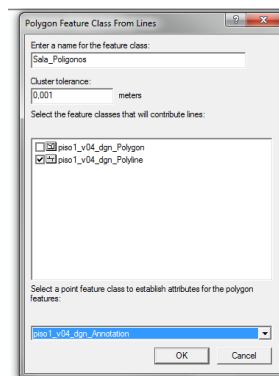 Polygon Feature Class From Lines
Enter a name for the feature class:
Sala_Poligonos
Cluster tolerance:
0,001 meters
Select the feature classes that will contribute lines:
piso1_v04_dgn_Polygon
piso1_v04_dgn_Polyline
Select a point feature class to establish attributes for the polygon
features:
piso1_v04_dgn_Annotation
OK Cancel